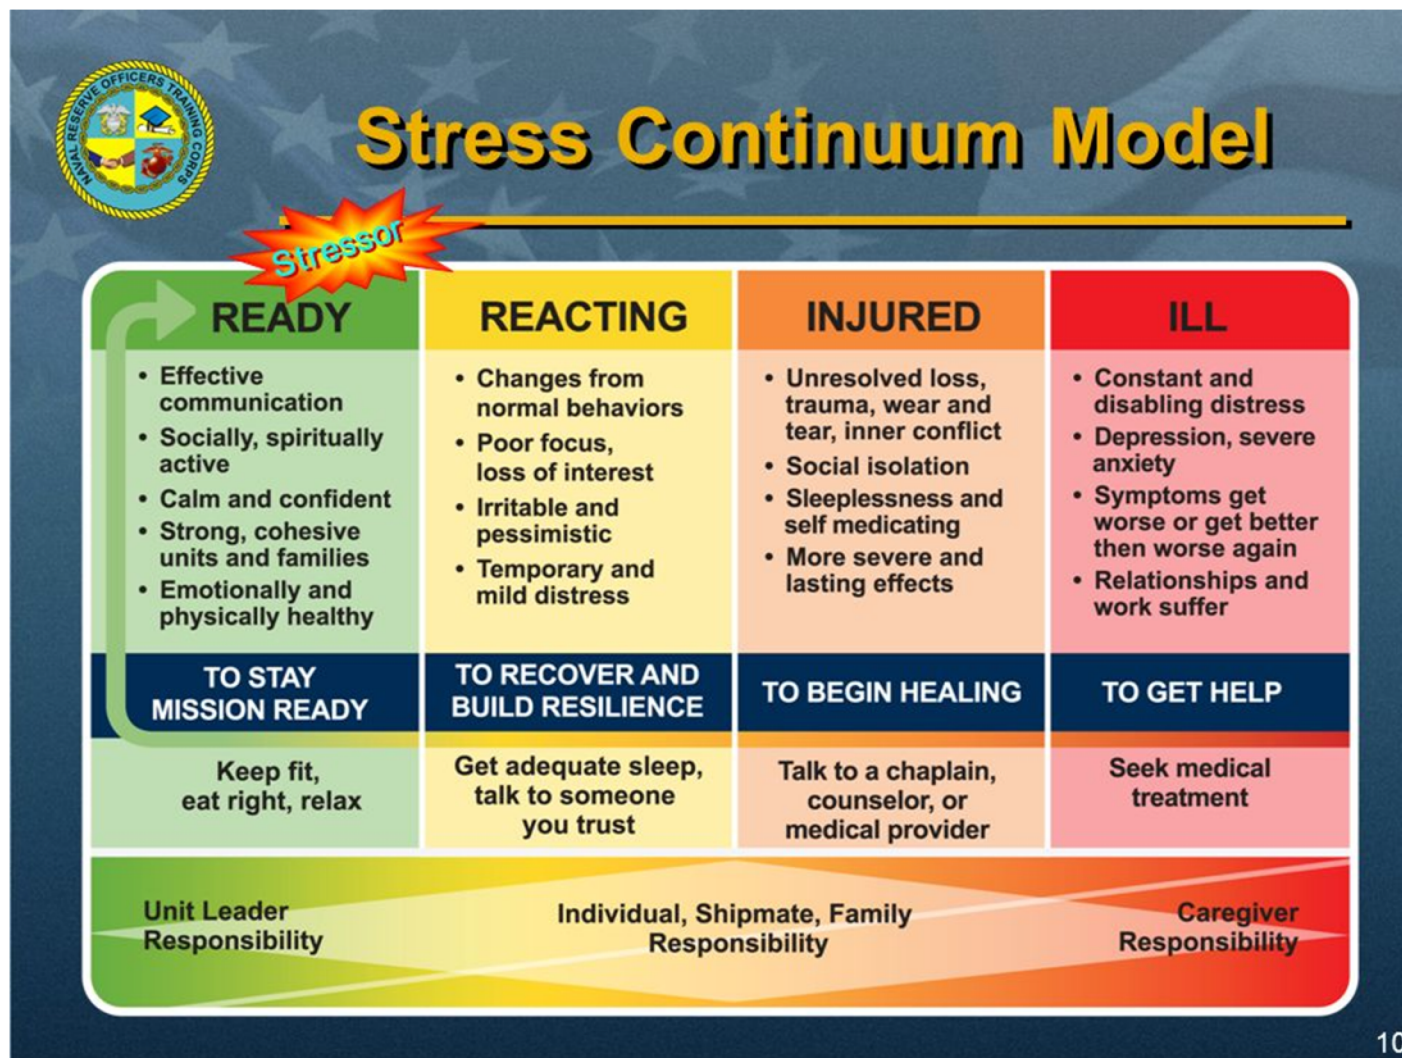 NAVAL RESERVE OFFICERS TRAINING CORPS
Stress Continuum Model
Stressor
READY
• Effective
communication
• Socially, spiritually
active
• Calm and confident
• Strong, cohesive
units and families
• Emotionally and
physically healthy
TO STAY
MISSION READY
Keep fit,
eat right, relax
REACTING
• Changes from
normal behaviors
• Poor focus,
loss of interest
• Irritable and
pessimistic
• Temporary and
mild distress
TO RECOVER AND
BUILD RESILIENCE
Get adequate sleep,
talk to someone
you trust
INJURED
• Unresolved loss,
trauma, wear and
tear, inner conflict
• Social isolation
• Sleeplessness and
self medicating
• More severe and
lasting effects
TO BEGIN HEALING
Talk to a chaplain,
counselor, or
medical provider
ILL
• Constant and
disabling distress
• Depression, severe
anxiety
• Symptoms get
worse or get better
then worse again
• Relationships and
work suffer
TO GET HELP
Seek medical
treatment
Unit Leader
Responsibility
Individual, Shipmate, Family
Responsibility
Caregiver
Responsibility
10